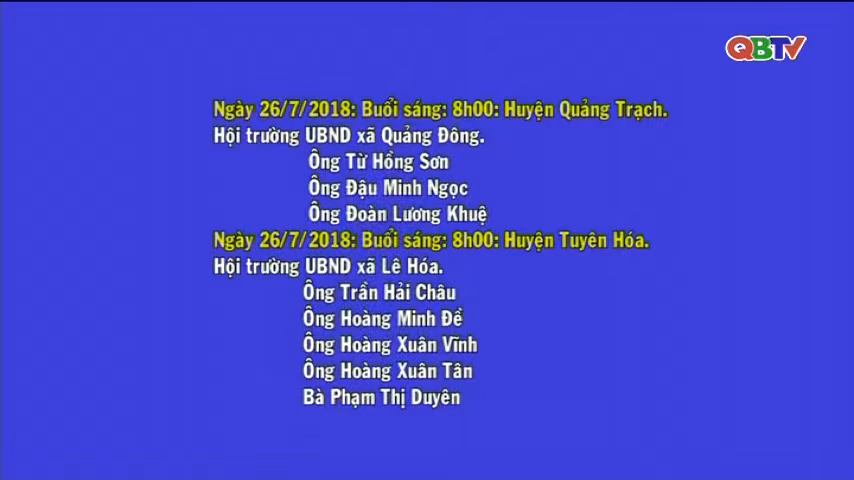 QBTV
Ngày 26/7/2018: Buổi sáng: 8h00: Huyện Quảng Trạch.
Hội trường UBND xã Quảng Đông.
Ông Từ Hồng Sơn
Ông Đậu Minh Ngọc
Ông Đoàn Lương Khuệ
Ngày 26/7/2018: Buổi sáng: 8h00: Huyện Tuyên Hóa.
Hội trường UBND xã Lê Hóa.
Ông Trần Hải Châu
Ông Hoàng Minh Đề
Ông Hoàng Xuân Vĩnh
Ông Hoàng Xuân Tân
Bà Phạm Thị Duyên